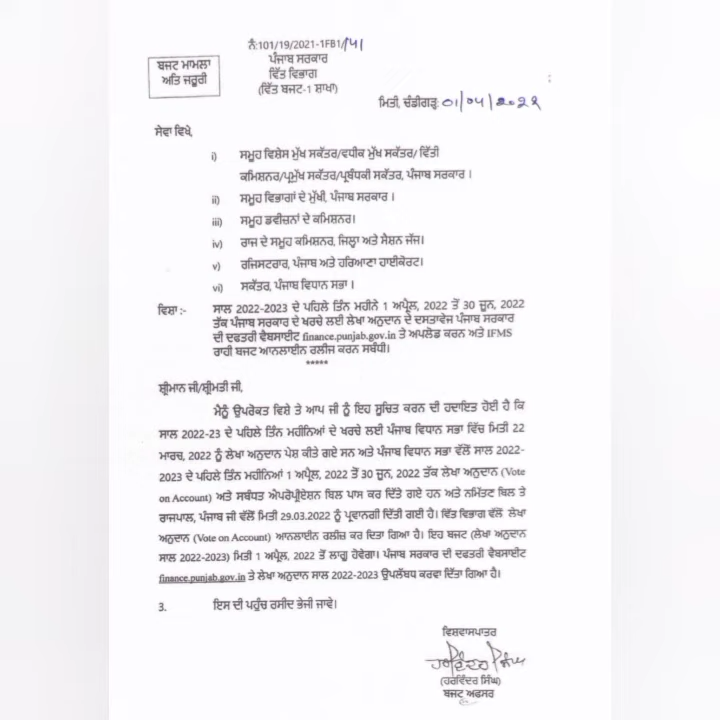 ਨੰ:101/19/2021-1FB1/141
ਪੰਜਾਬ ਸਰਕਾਰ
ਵਿੱਤ ਵਿਭਾਗ
(ਵਿੱਤ ਬਜਟ-1 ਸ਼ਾਖਾ)
ਬਜਟ ਮਾਮਲਾ
ਅਤਿ ਜਰੂਰੀ
ਮਿਤੀ, ਚੰਡੀਗੜ੍ਹ: 01/04/2022
ਸੇਵਾ ਵਿਖੇ,
i) ਸਮੂਹ ਵਿਸ਼ੇਸ ਮੁੱਖ ਸਕੱਤਰ/ਵਧੀਕ ਮੁੱਖ ਸਕੱਤਰ/ ਵਿੱਤੀ
ਕਮਿਸ਼ਨਰ/ਪ੍ਰਮੁੱਖ ਸਕੱਤਰ/ਪ੍ਰਬੰਧਕੀ ਸਕੱਤਰ, ਪੰਜਾਬ ਸਰਕਾਰ ।
ii) ਸਮੂਹ ਵਿਭਾਗਾਂ ਦੇ ਮੁੱਖੀ, ਪੰਜਾਬ ਸਰਕਾਰ ।
iii) ਸਮੂਹ ਡਵੀਜ਼ਨਾਂ ਦੇ ਕਮਿਸ਼ਨਰ।
iv) ਰਾਜ ਦੇ ਸਮੂਹ ਕਮਿਸ਼ਨਰ, ਜਿਲ੍ਹਾ ਅਤੇ ਸੈਸ਼ਨ ਜੱਜ।
v) ਰਜਿਸਟਰਾਰ, ਪੰਜਾਬ ਅਤੇ ਹਰਿਆਣਾ ਹਾਈਕੋਰਟ।
vi) ਸਕੱਤਰ, ਪੰਜਾਬ ਵਿਧਾਨ ਸਭਾ ।
ਵਿਸ਼ਾ :- ਸਾਲ 2022-2023 ਦੇ ਪਹਿਲੇ ਤਿੰਨ ਮਹੀਨੇ 1 ਅਪ੍ਰੈਲ, 2022 ਤੋਂ 30 ਜੂਨ, 2022
ਤੱਕ ਪੰਜਾਬ ਸਰਕਾਰ ਦੇ ਖਰਚੇ ਲਈ ਲੇਖਾ ਅਨੁਦਾਨ ਦੇ ਦਸਤਾਵੇਜ ਪੰਜਾਬ ਸਰਕਾਰ
ਦੀ ਦਫਤਰੀ ਵੈਬਸਾਈਟ finance.punjab.gov.in ਤੇ ਅਪਲੋਡ ਕਰਨ ਅਤੇ IFMS
ਰਾਹੀ ਬਜਟ ਆਨਲਾਈਨ ਰਲੀਜ ਕਰਨ ਸਬੰਧੀ।
*****
ਸ਼੍ਰੀਮਾਨ ਜੀ/ਸ਼੍ਰੀਮਤੀ ਜੀ,
ਮੈਨੂੰ ਉਪਰੋਕਤ ਵਿਸ਼ੇ ਤੇ ਆਪ ਜੀ ਨੂੰ ਇਹ ਸੂਚਿਤ ਕਰਨ ਦੀ ਹਦਾਇਤ ਹੋਈ ਹੈ ਕਿ
ਸਾਲ 2022-23 ਦੇ ਪਹਿਲੇ ਤਿੰਨ ਮਹੀਨਿਆਂ ਦੇ ਖਰਚੇ ਲਈ ਪੰਜਾਬ ਵਿਧਾਨ ਸਭਾ ਵਿੱਚ ਮਿਤੀ 22
ਮਾਰਚ, 2022 ਨੂੰ ਲੇਖਾ ਅਨੁਦਾਨ ਪੇਸ਼ ਕੀਤੇ ਗਏ ਸਨ ਅਤੇ ਪੰਜਾਬ ਵਿਧਾਨ ਸਭਾ ਵੱਲੋਂ ਸਾਲ 2022-
2023 ਦੇ ਪਹਿਲੇ ਤਿੰਨ ਮਹੀਨਿਆਂ 1 ਅਪ੍ਰੈਲ, 2022 ਤੋਂ 30 ਜੂਨ, 2022 ਤੱਕ ਲੇਖਾ ਅਨੁਦਾਨ (Vote
on Account) ਅਤੇ ਸਬੰਧਤ ਐਪਰੋਪ੍ਰੀਏਸ਼ਨ ਬਿਲ ਪਾਸ ਕਰ ਦਿੱਤੇ ਗਏ ਹਨ ਅਤੇ ਨਮਿੱਤਣ ਬਿਲ ਤੇ
ਰਾਜਪਾਲ, ਪੰਜਾਬ ਜੀ ਵੱਲੋਂ ਮਿਤੀ 29.03.2022 ਨੂੰ ਪ੍ਰਵਾਨਗੀ ਦਿੱਤੀ ਗਈ ਹੈ। ਵਿੱਤ ਵਿਭਾਗ ਵੱਲੋਂ ਲੇਖਾ
ਅਨੁਦਾਨ (Vote on Account) ਆਨਲਾਈਨ ਰਲੀਜ਼ ਕਰ ਦਿਤਾ ਗਿਆ ਹੈ। ਇਹ ਬਜਟ (ਲੇਖਾ ਅਨੁਦਾਨ
ਸਾਲ 2022-2023) ਮਿਤੀ 1 ਅਪ੍ਰੈਲ, 2022 ਤੋਂ ਲਾਗੂ ਹੋਵੇਗਾ। ਪੰਜਾਬ ਸਰਕਾਰ ਦੀ ਦਫਤਰੀ ਵੈਬਸਾਈਟ
finance.punjab.gov.in ਤੇ ਲੇਖਾ ਅਨੁਦਾਨ ਸਾਲ 2022-2023 ਉਪਲੱਬਧ ਕਰਵਾ ਦਿੱਤਾ ਗਿਆ ਹੈ।
3. ਇਸ ਦੀ ਪਹੁੰਚ ਰਸੀਦ ਭੇਜੀ ਜਾਵੇ।
ਵਿਸ਼ਵਾਸਪਾਤਰ
ਹਰਵਿੰਦਰ ਸਿੰਘ
(ਹਰਵਿੰਦਰ ਸਿੰਘ)
ਬਜਟ ਅਫਸਰ